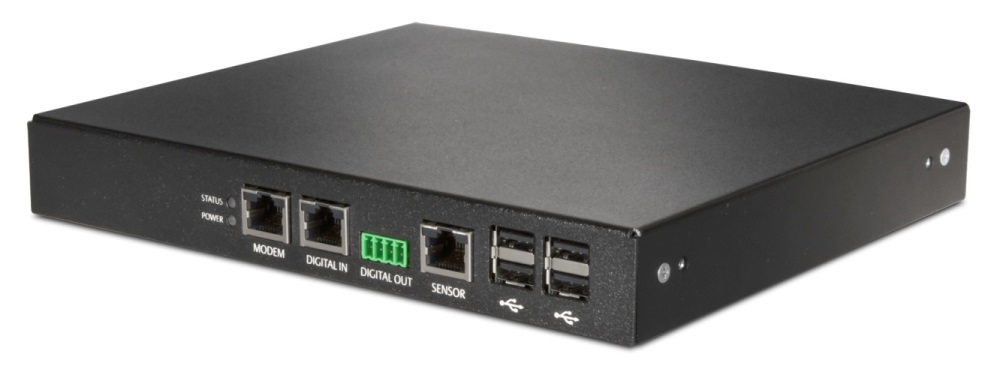 STATUS
POWER
MODEM
DIGITAL IN
DIGITAL OUT
SENSOR